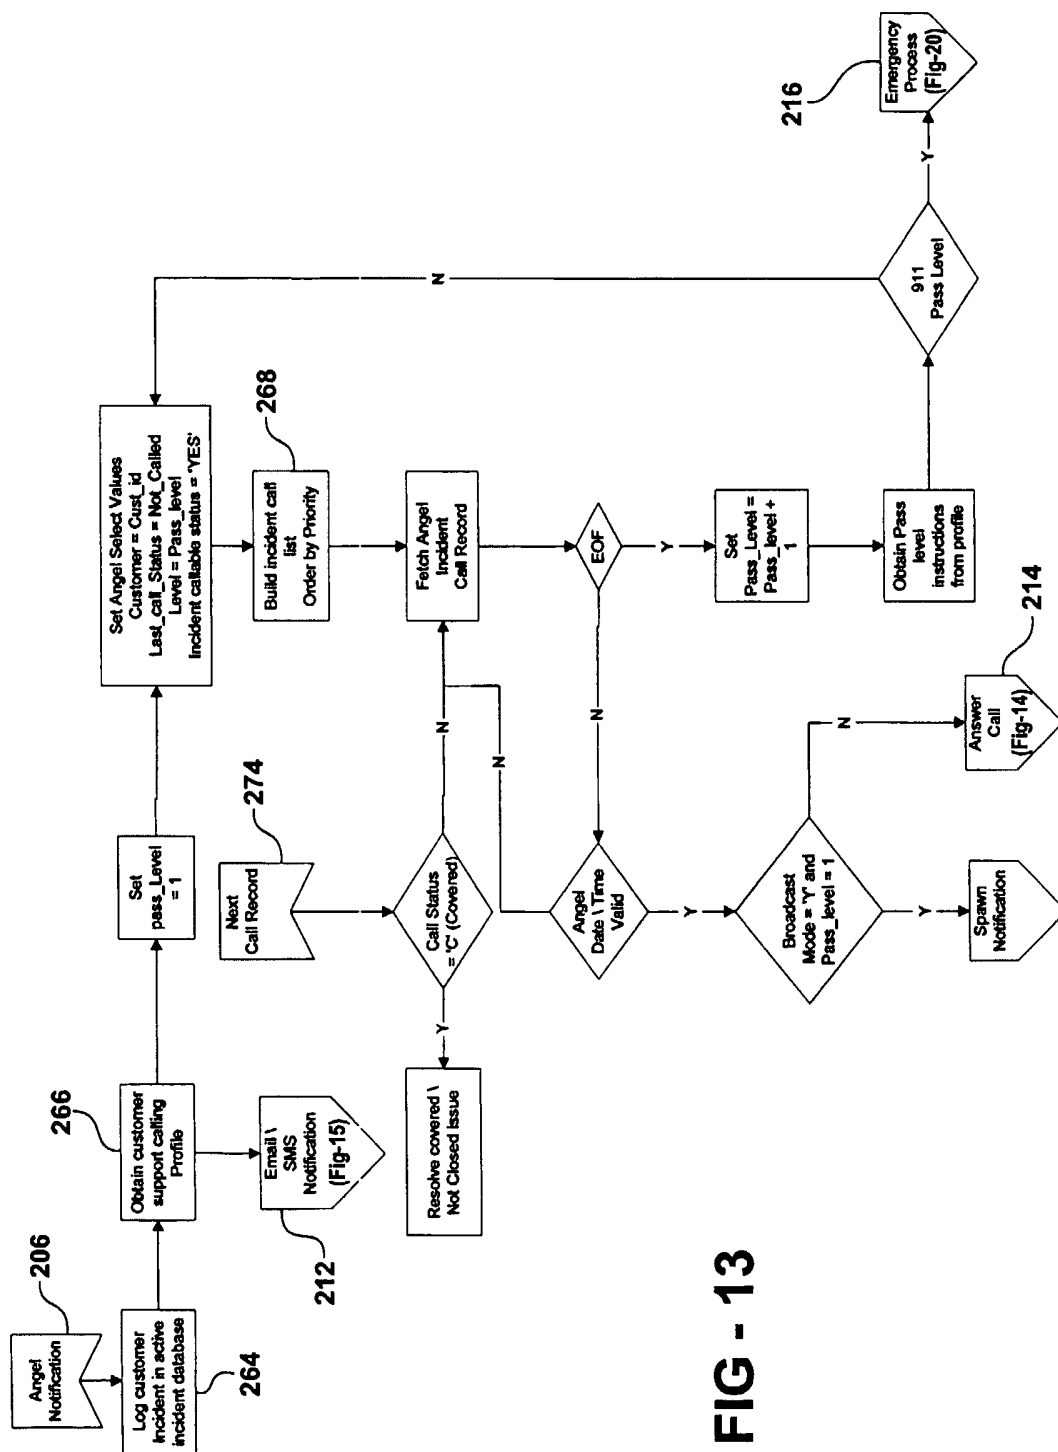 Angel
Notification
206
Log customer
Incident in active
incident database
264
Obtain customer
support calling
Profile
266
Email \
SMS
Notification
(Fig-15)
212
Set
pass_Level
= 1
Set Angel Select Values
Customer = Cust_id
Last_call_Status = Not_Called
Level = Pass_level
Incident callable status = 'YES'
Build incident call
list
Order by Priority
268
Next
Call Record
274
Call Status
= 'C' (Covered)
N
Y
Resolve covered \
Not Closed Issue
Fetch Angel
Incident
Call Record
EOF
N
Y
Angel
Date \ Time
Valid
N
Y
Broadcast
Mode = 'Y' and
Pass_level = 1
N
Y
Spawn
Notification
Answer
Call
(Fig-14)
214
Set
Pass_Level =
Pass_level +
1
Obtain Pass
level
instructions
from profile
911
Pass Level
N
Y
Emergency
Process
(Fig-20)
216
FIG - 13